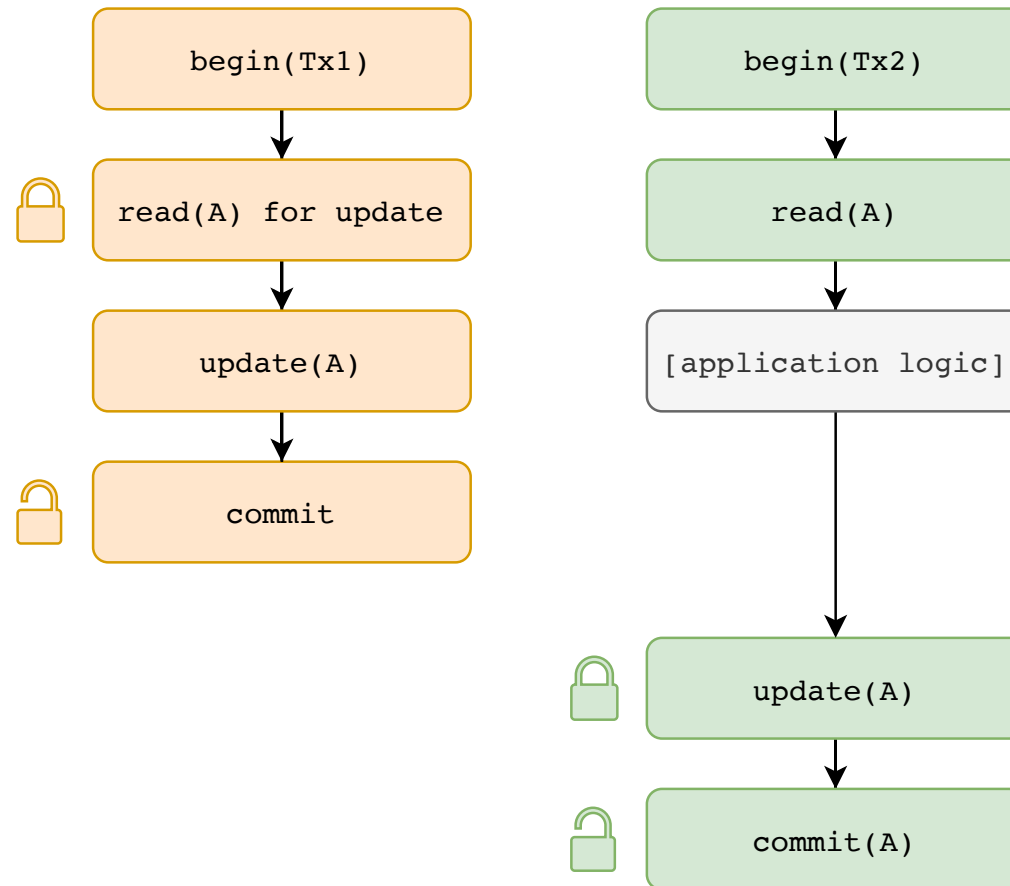 begin(Tx1)
read(A) for update
update(A)
commit
begin(Tx2)
read(A)
[application logic]
update(A)
commit(A)